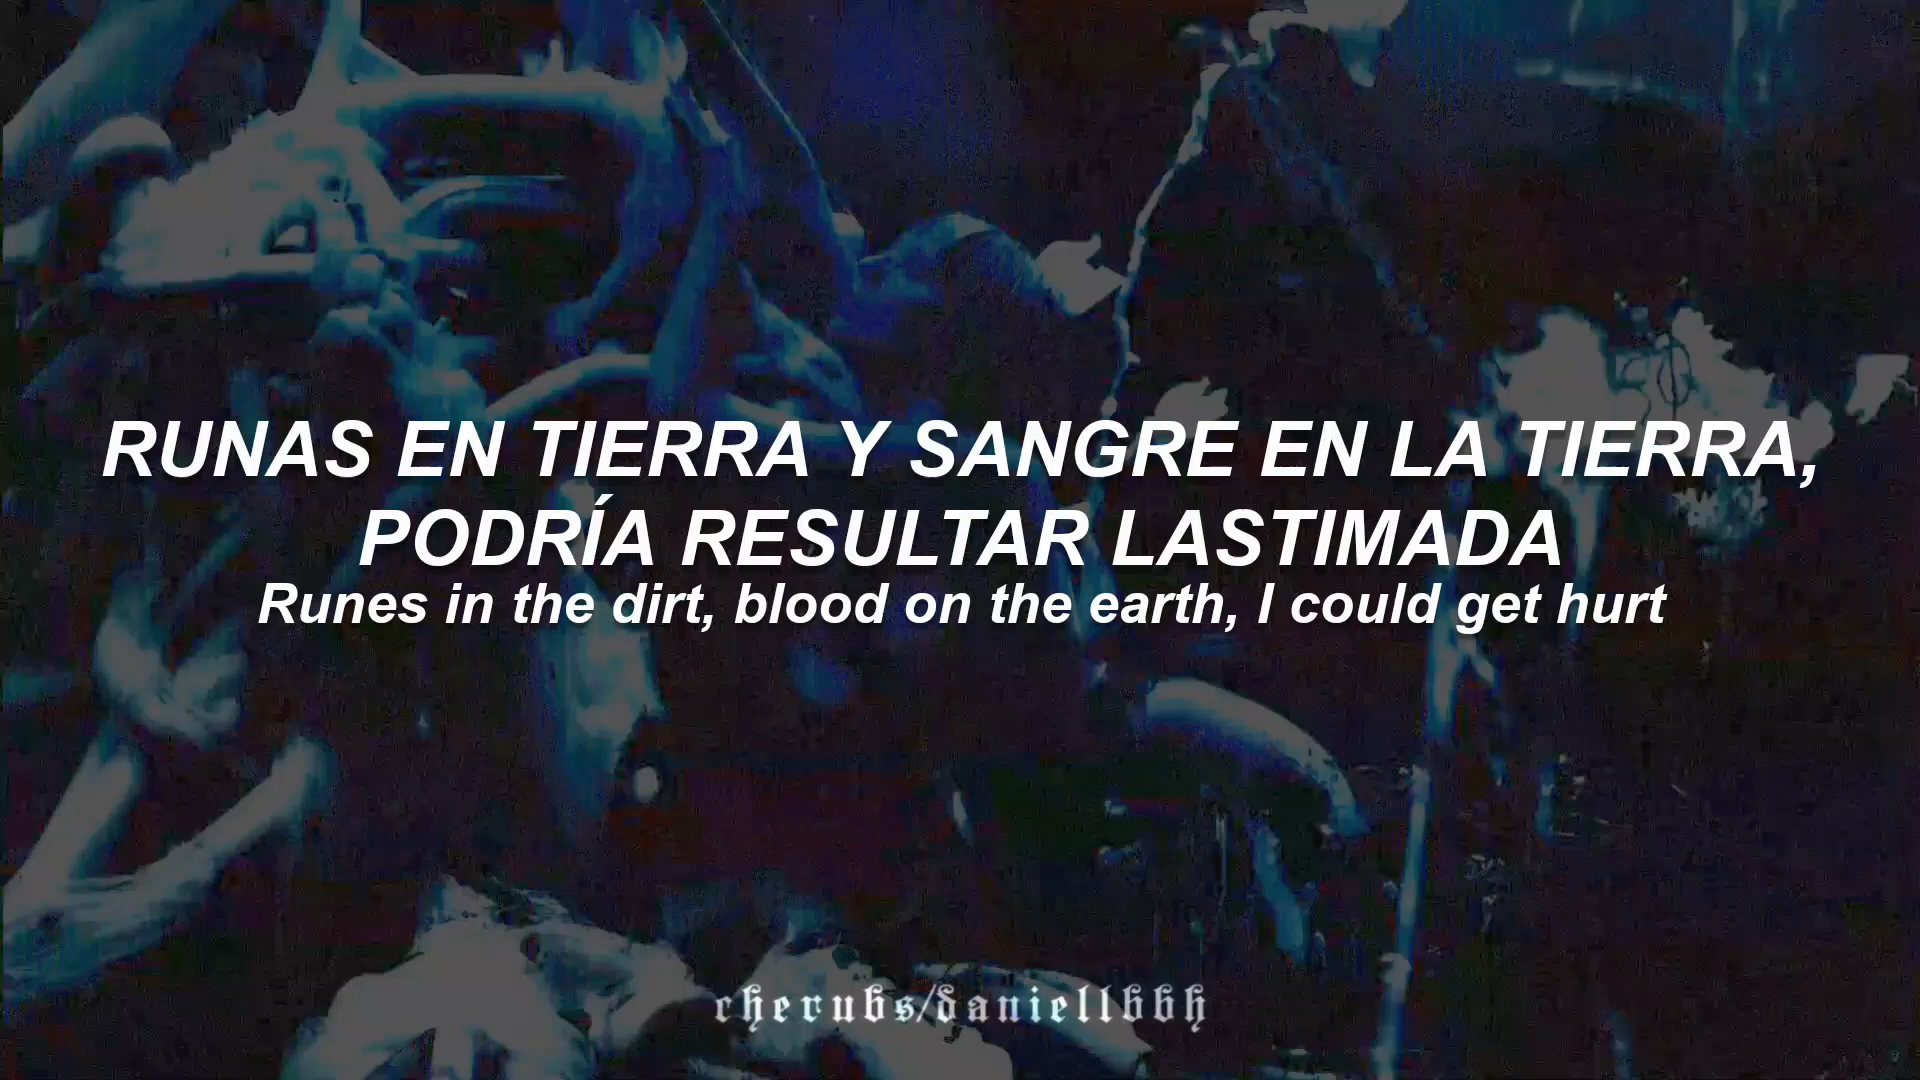 RUNAS EN TIERRA Y SANGRE EN LA TIERRA,
PODRÍA RESULTAR LASTIMADA
Runes in the dirt, blood on the earth, I could get hurt
cherubs/daniellbbh